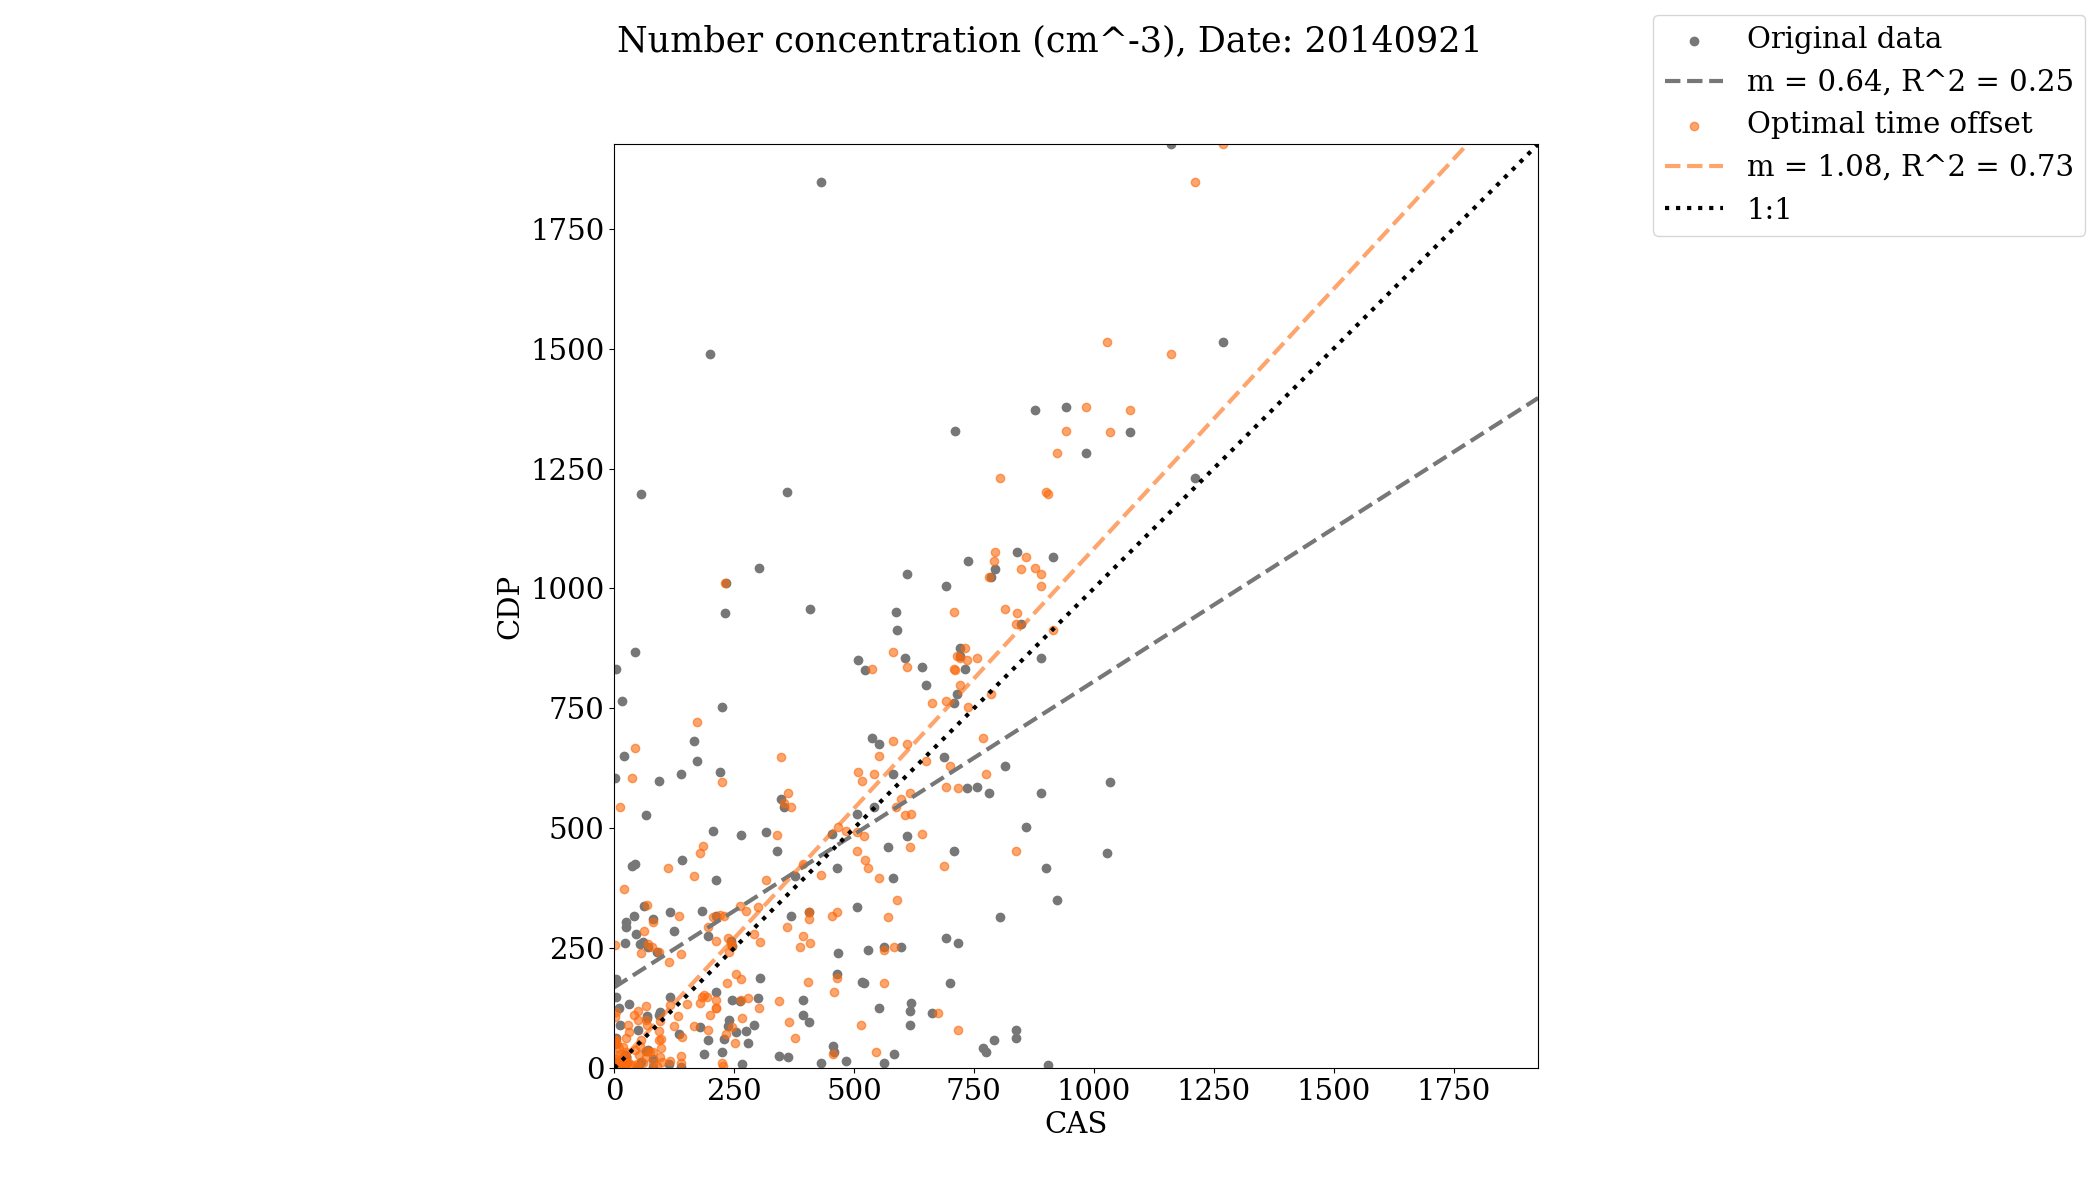 Number concentration (cm^-3), Date: 20140921
Original data
m = 0.64, R^2 = 0.25
Optimal time offset
m = 1.08, R^2 = 0.73
1:1
CDP
1750
1500
1250
1000
750
500
250
0
0 250 500 750 1000 1250 1500 1750
CAS